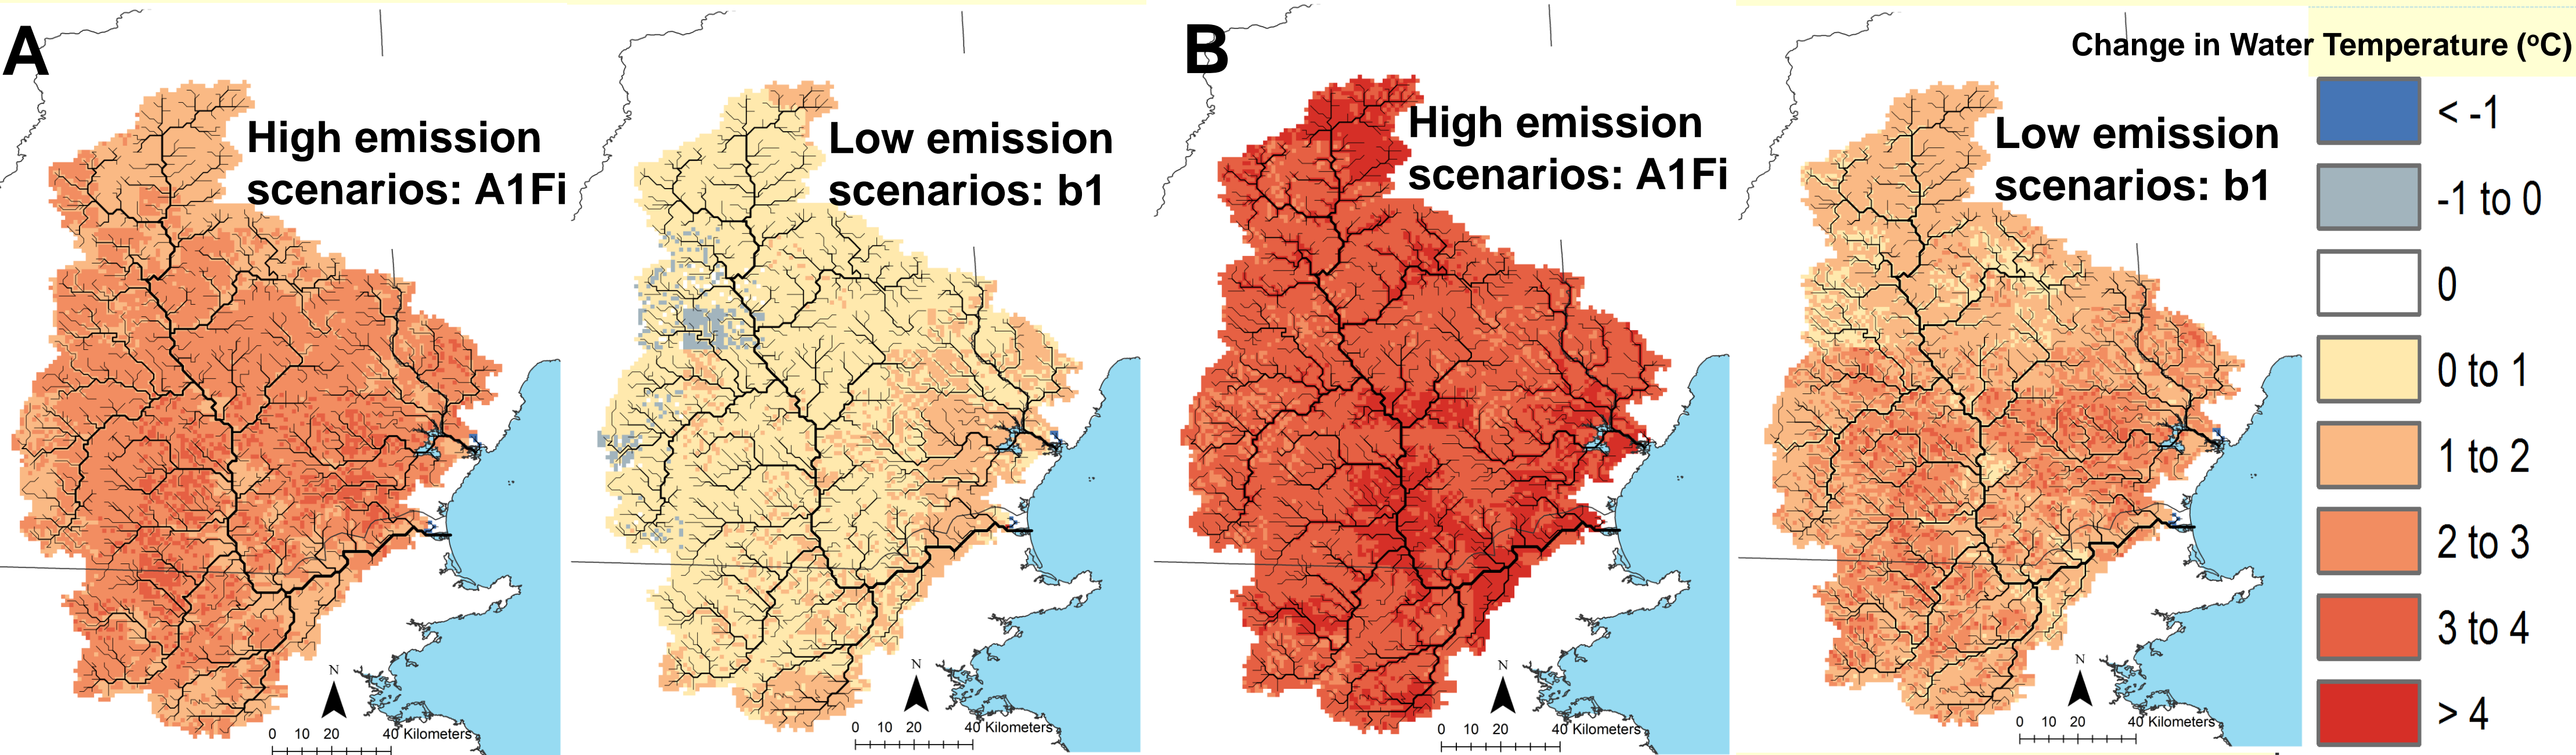 A
High emission
scenarios: A1Fi
N
0 10 20 40 Kilometers
Low emission
scenarios: b1
N
0 10 20 40 Kilometers
B
High emission
scenarios: A1Fi
N
0 10 20 40 Kilometers
Low emission
scenarios: b1
N
0 10 20 40 Kilometers
Change in Water Temperature (ºC)
< -1
-1 to 0
0
0 to 1
1 to 2
2 to 3
3 to 4
> 4